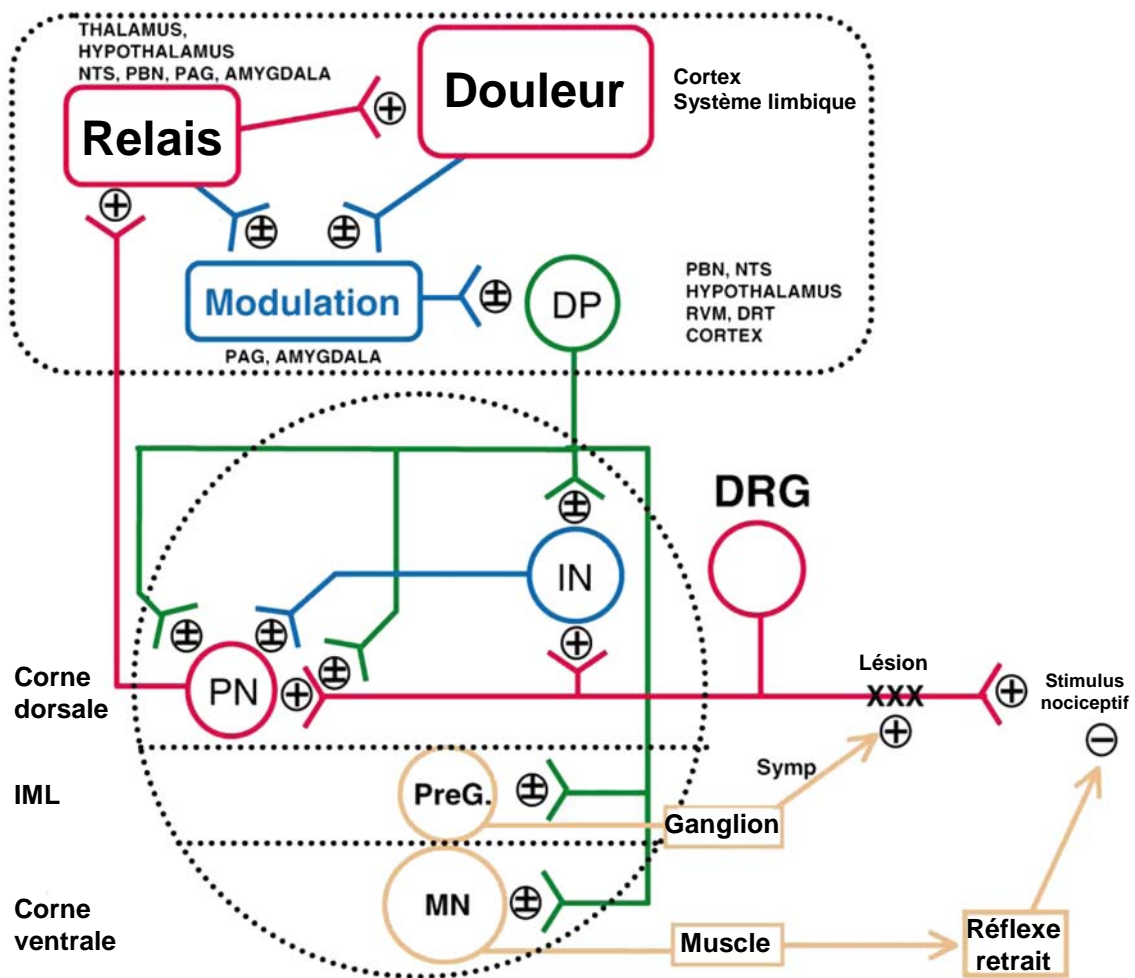 THALAMUS,
HYPOTHALAMUS
NTS, PBN, PAG, AMYGDALA
Relais
Douleur
Cortex
Système limbique
+
+
±
±
Modulation
±
DP
PBN, NTS
HYPOTHALAMUS
RVM, DRT
CORTEX
PAG, AMYGDALA
DRG
±
IN
±
±
+
±
Corne
dorsale
PN
+
Lésion
XXX
+
Stimulus
nociceptif
+
−
Symp
IML
PreG.
±
Ganglion
Corne
ventrale
MN
±
Muscle
Réflexe
retrait